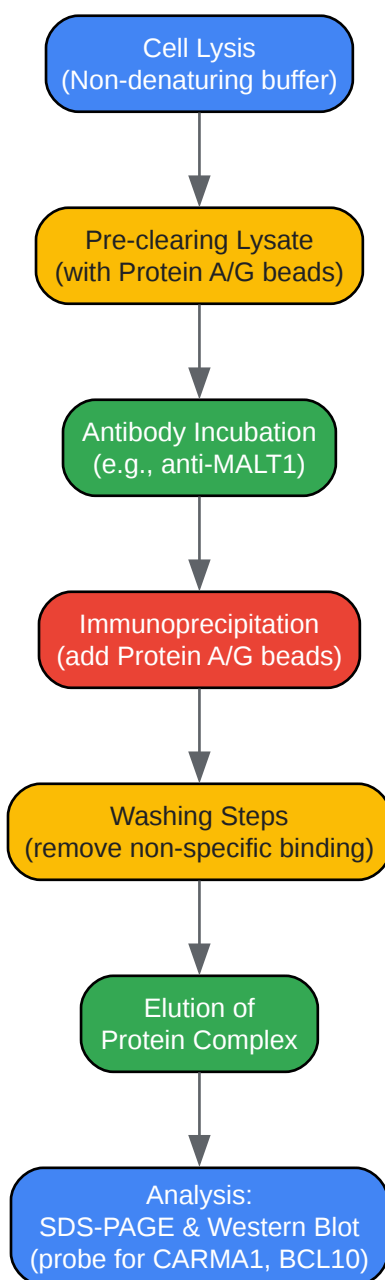 Cell Lysis
(Non-denaturing buffer)
Pre-clearing Lysate
(with Protein A/G beads)
Antibody Incubation
(e.g., anti-MALT1)
Immunoprecipitation
(add Protein A/G beads)
Washing Steps
(remove non-specific binding)
Elution of
Protein Complex
Analysis:
SDS-PAGE & Western Blot
(probe for CARMA1, BCL10)